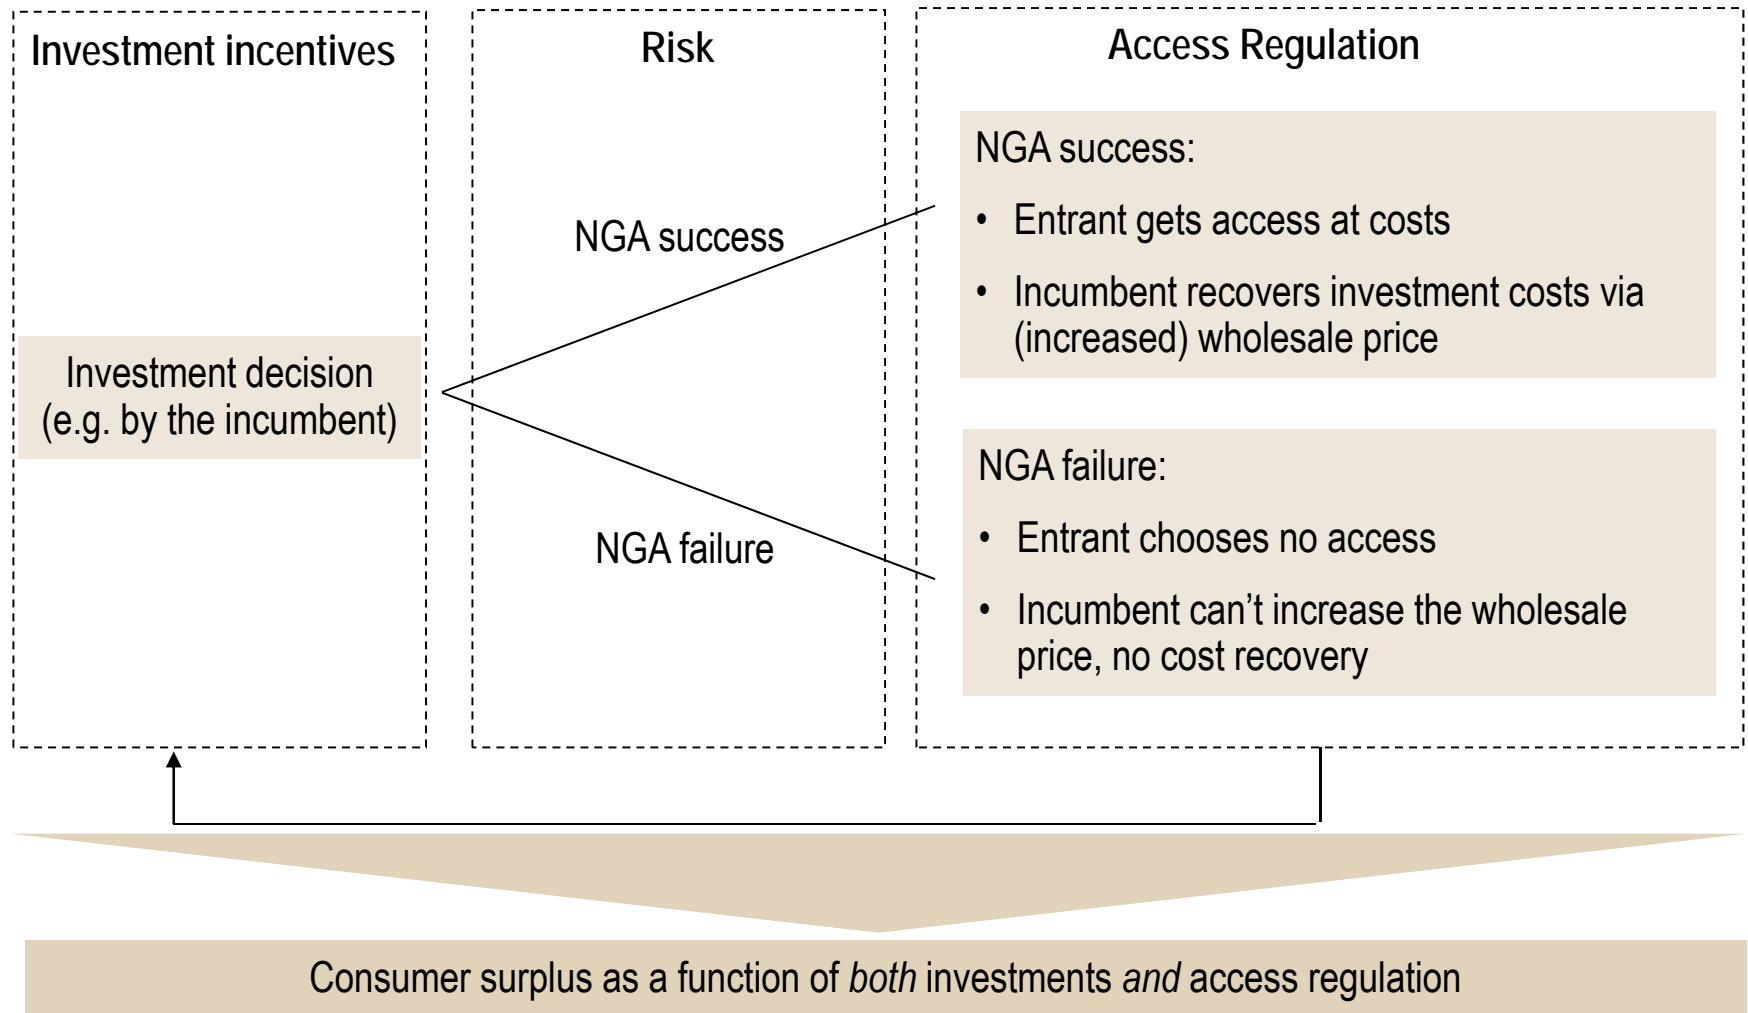 Investment incentives
Risk
Access Regulation
Investment decision
(e.g. by the incumbent)
NGA success
NGA failure
NGA success:
• Entrant gets access at costs
• Incumbent recovers investment costs via
(increased) wholesale price
NGA failure:
• Entrant chooses no access
• Incumbent can’t increase the wholesale
price, no cost recovery
Consumer surplus as a function of both investments and access regulation